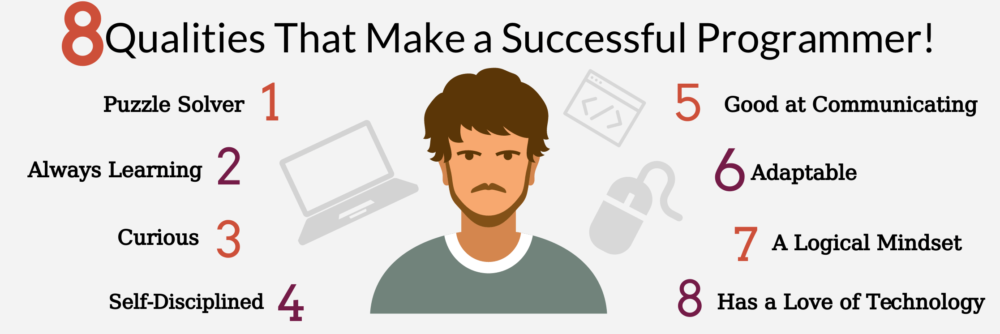 8 Qualities That Make a Successful Programmer!
Puzzle Solver 1
Always Learning 2
Curious 3
Self-Disciplined 4
5 Good at Communicating
6 Adaptable
7 A Logical Mindset
8 Has a Love of Technology